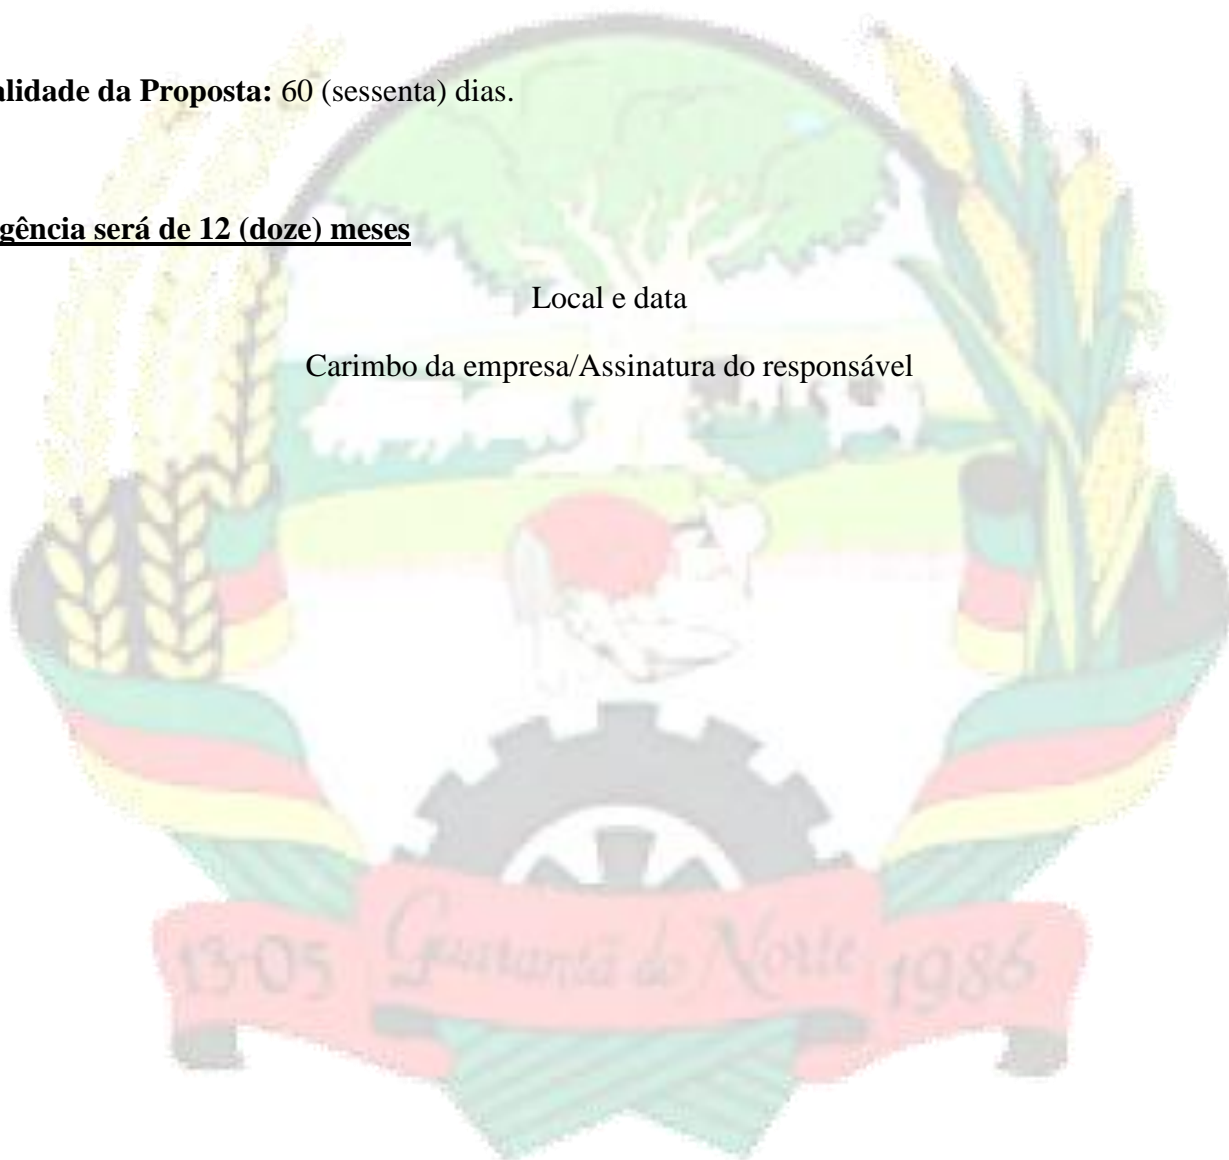 alidade da Proposta: 60 (sessenta) dias.
gência será de 12 (doze) meses
Local e data
Carimbo da empresa/Assinatura do responsável
13-05 Guarantã do Norte 1986